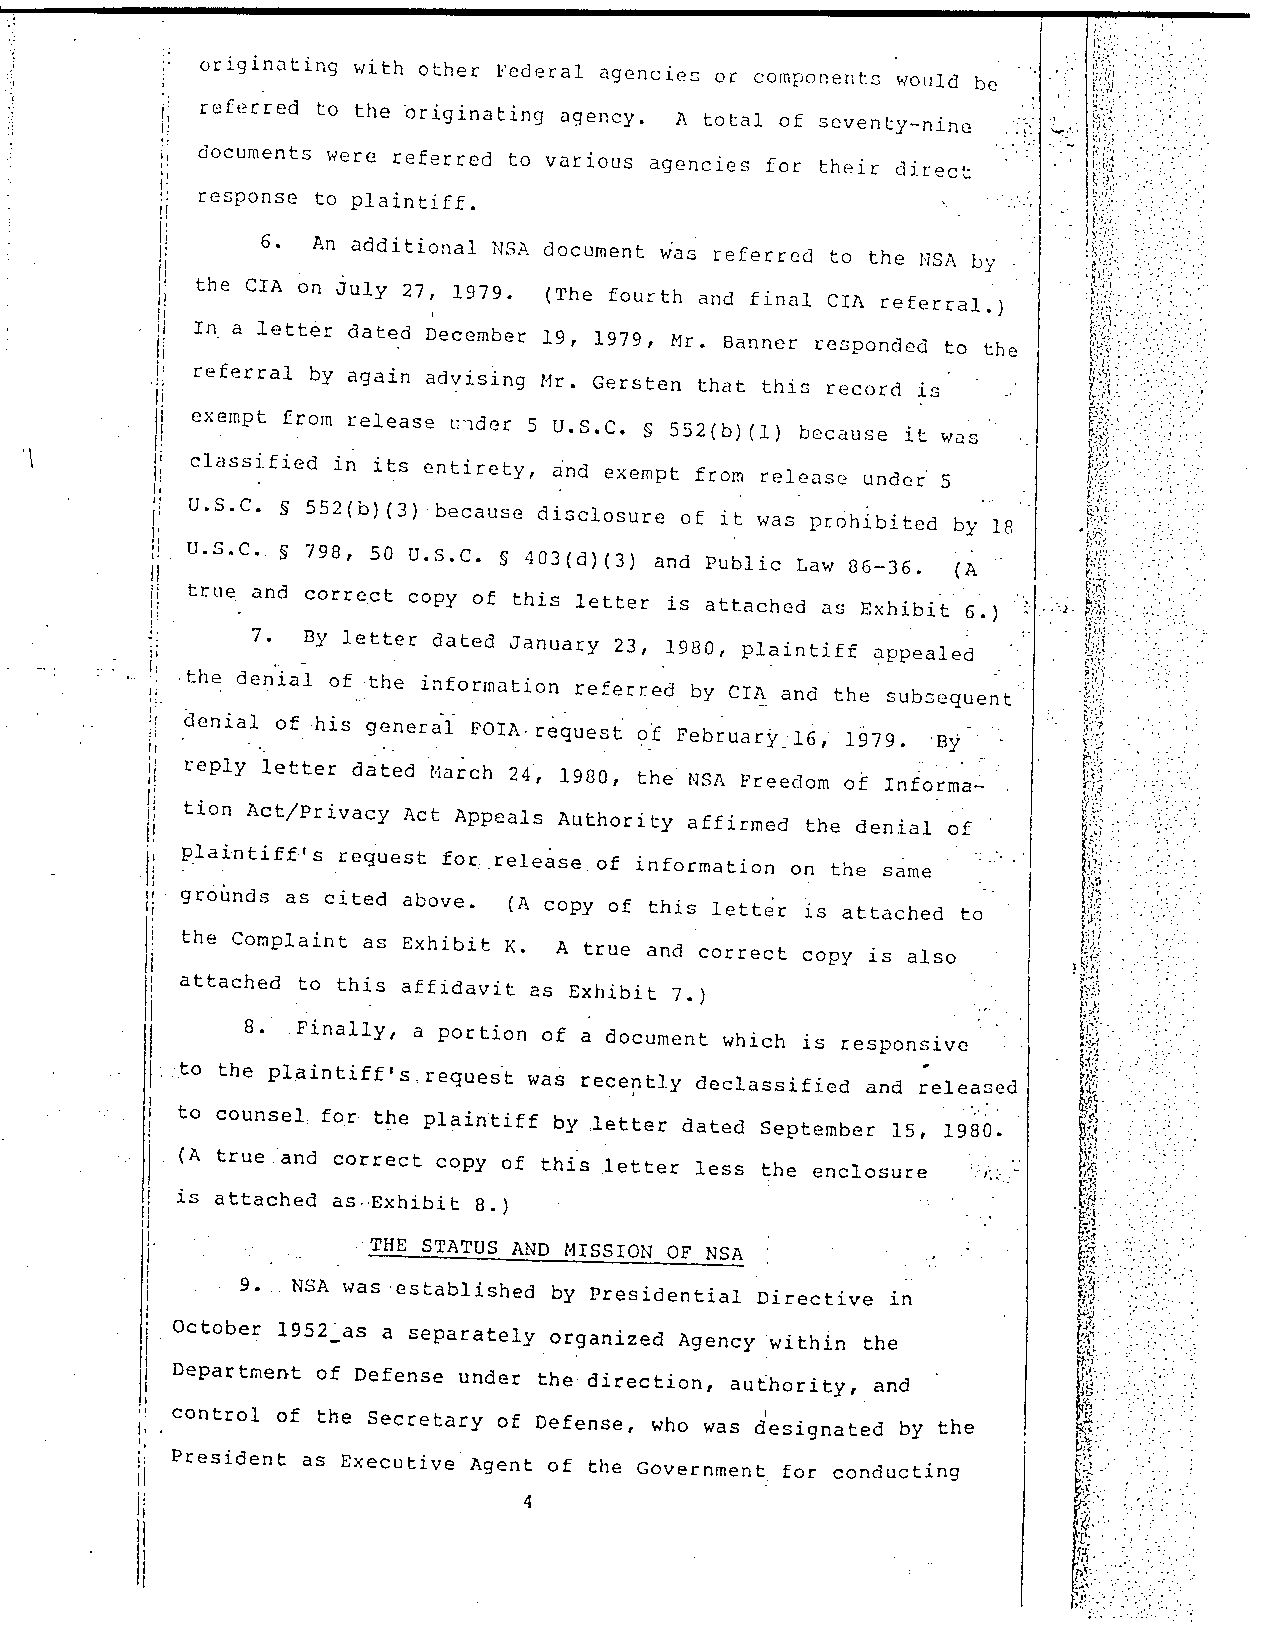 originating with other Federal agencies or components would be
referred to the originating agency. A total of seventy-nine
documents were referred to various agencies for their direct
response to plaintiff.
6. An additional NSA document was referred to the NSA by
the CIA on July 27, 1979. (The fourth and final CIA referral.)
In a letter dated December 19, 1979, Mr. Banner responded to the
referral by again advising Mr. Gersten that this record is
exempt from release under 5 U.S.C. § 552(b)(1) because it was
classified in its entirety, and exempt from release under 5
U.S.C. § 552(b)(3) because disclosure of it was prohibited by 18
U.S.C. § 798, 50 U.S.C. § 403(d)(3) and Public Law 86-36. (A
true and correct copy of this letter is attached as Exhibit 6.)
7. By letter dated January 23, 1980, plaintiff appealed
the denial of the information referred by CIA and the subsequent
denial of his general FOIA request of February 16, 1979. By
reply letter dated March 24, 1980, the NSA Freedom of Informa-
tion Act/Privacy Act Appeals Authority affirmed the denial of
plaintiff's request for release of information on the same
grounds as cited above. (A copy of this letter is attached to
the Complaint as Exhibit K. A true and correct copy is also
attached to this affidavit as Exhibit 7.)
8. Finally, a portion of a document which is responsive
to the plaintiff's request was recently declassified and released
to counsel for the plaintiff by letter dated September 15, 1980.
(A true and correct copy of this letter less the enclosure
is attached as Exhibit 8.)
THE STATUS AND MISSION OF NSA
9. NSA was established by Presidential Directive in
October 1952 as a separately organized Agency within the
Department of Defense under the direction, authority, and
control of the Secretary of Defense, who was designated by the
President as Executive Agent of the Government for conducting
4